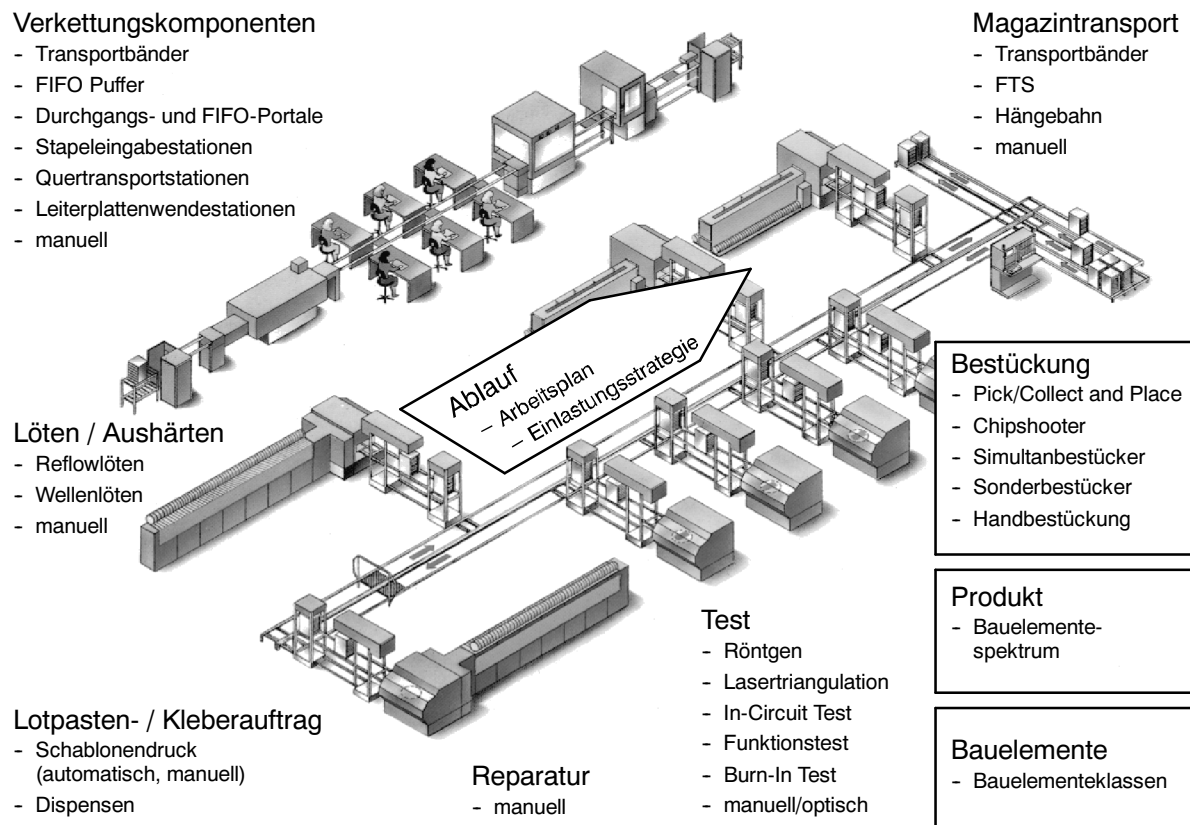 Verkettungskomponenten
- Transportbänder
- FIFO Puffer
- Durchgangs- und FIFO-Portale
- Stapeleingabestationen
- Quertransportstationen
- Leiterplattenwendestationen
- manuell
Magazintransport
- Transportbänder
- FTS
- Hängebahn
- manuell
Ablauf
- Arbeitsplan
- Einlastungsstrategie
Löten / Aushärten
- Reflowlöten
- Wellenlöten
- manuell
Bestückung
- Pick/Collect and Place
- Chipshooter
- Simultanbestücker
- Sonderbestücker
- Handbestückung
Produkt
- Bauelemente-
spektrum
Bauelemente
- Bauelementeklassen
Test
- Röntgen
- Lasertriangulation
- In-Circuit Test
- Funktionstest
- Burn-In Test
- manuell/optisch
Lotpasten- / Kleberauftrag
- Schablonendruck
(automatisch, manuell)
- Dispensen
Reparatur
- manuell